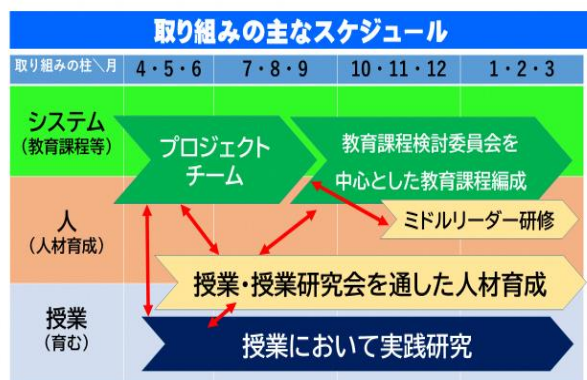 取り組みの主なスケジュール
取り組みの柱＼月
4・5・6
7・8・9
10・11・12
1・2・3
システム
(教育課程等)
プロジェクト
チーム
教育課程検討委員会を
中心とした教育課程編成
人
(人材育成)
ミドルリーダー研修
授業・授業研究会を通した人材育成
授業
(育む)
授業において実践研究